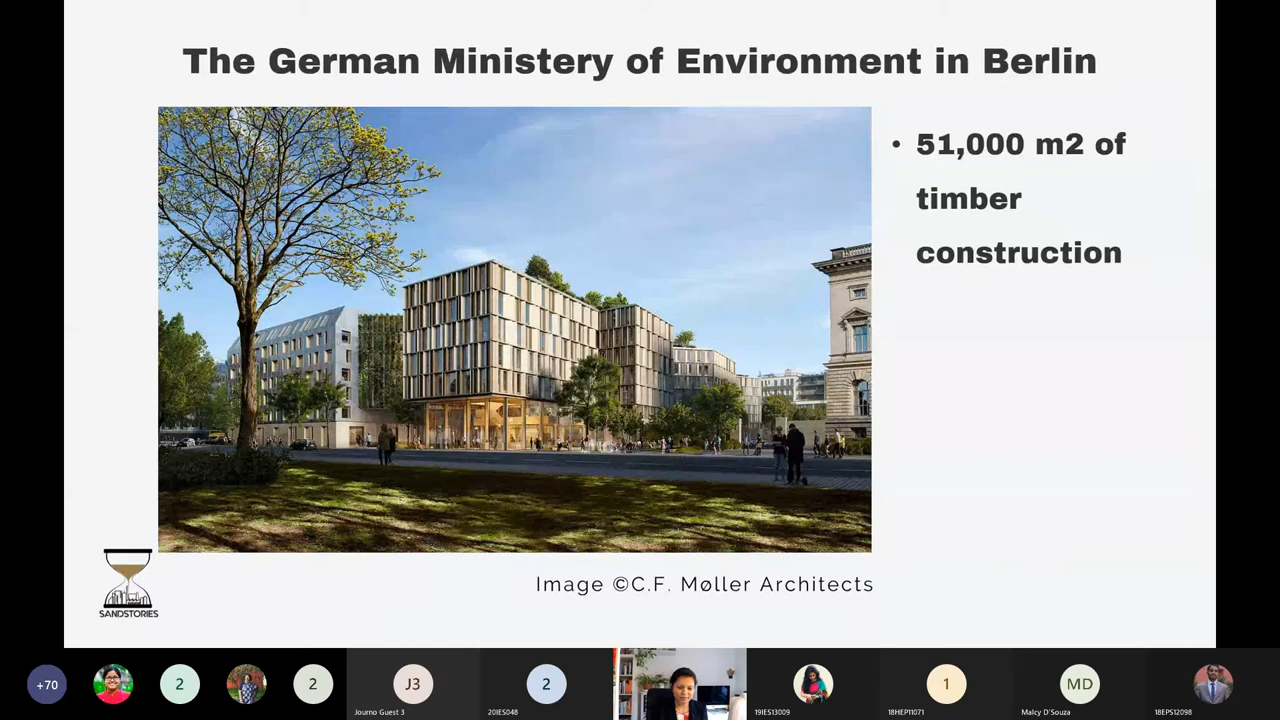 The German Ministery of Environment in Berlin
• 51,000 m2 of
timber
construction
Image ©C.F. Møller Architects
SANDSTORIES
+70
2
2
J3
Journo Guest 3
2
20IES048
19IES13009
1
18HEP11071
MD
Malcy D'Souza
18EPS12098